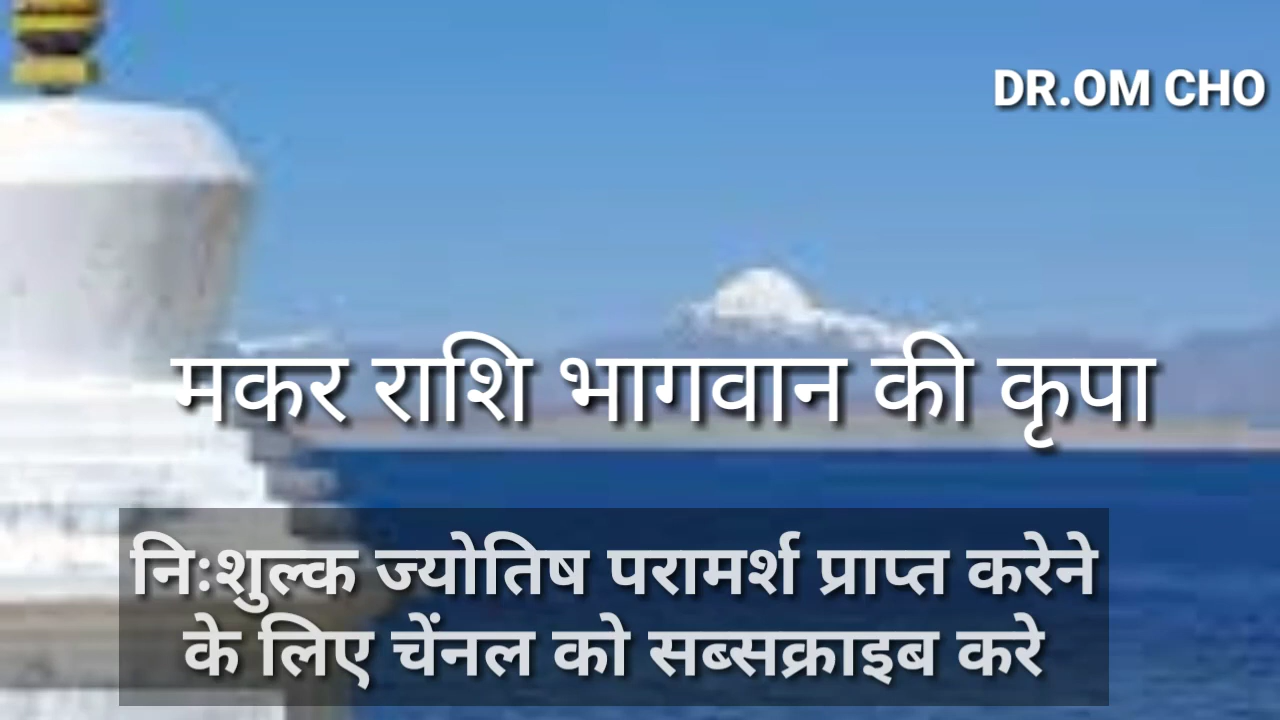 DR.OM CHO
मकर राशि भागवान की कृपा
निःशुल्क ज्योतिष परामर्श प्राप्त करेने
के लिए चेंनल को सब्सक्राइब करे